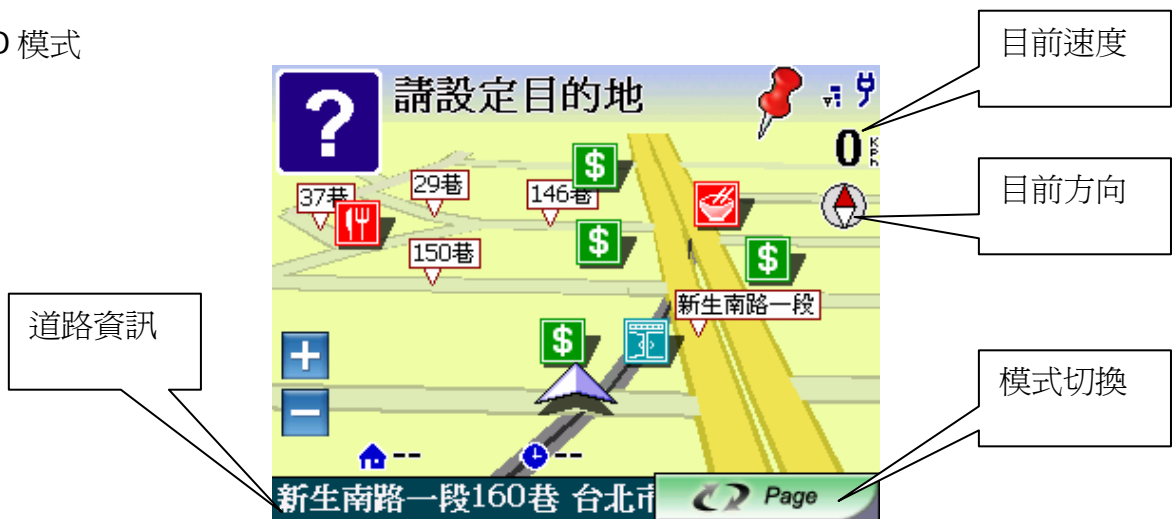 D 模式
目前速度
請設定目的地
0 KPH
37巷
29巷
146巷
目前方向
150巷
新生南路一段
道路資訊
模式切換
--
--
新生南路一段160巷 台北市
Page